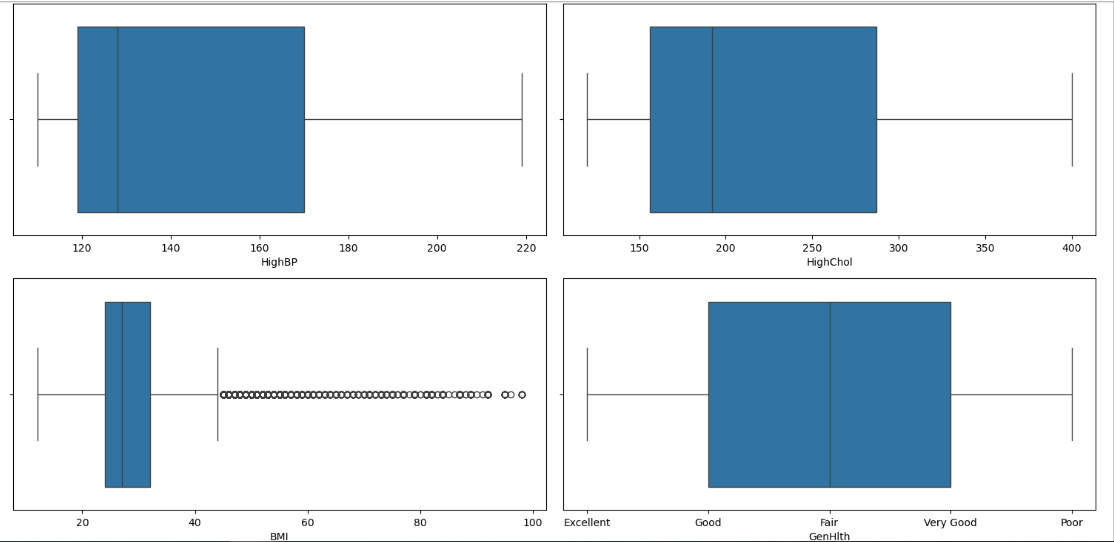 120 140 160 180 200 220
HighBP
150 200 250 300 350 400
HighChol
20 40 60 80 100
BMI
Excellent Good Fair Very Good Poor
GenHlth